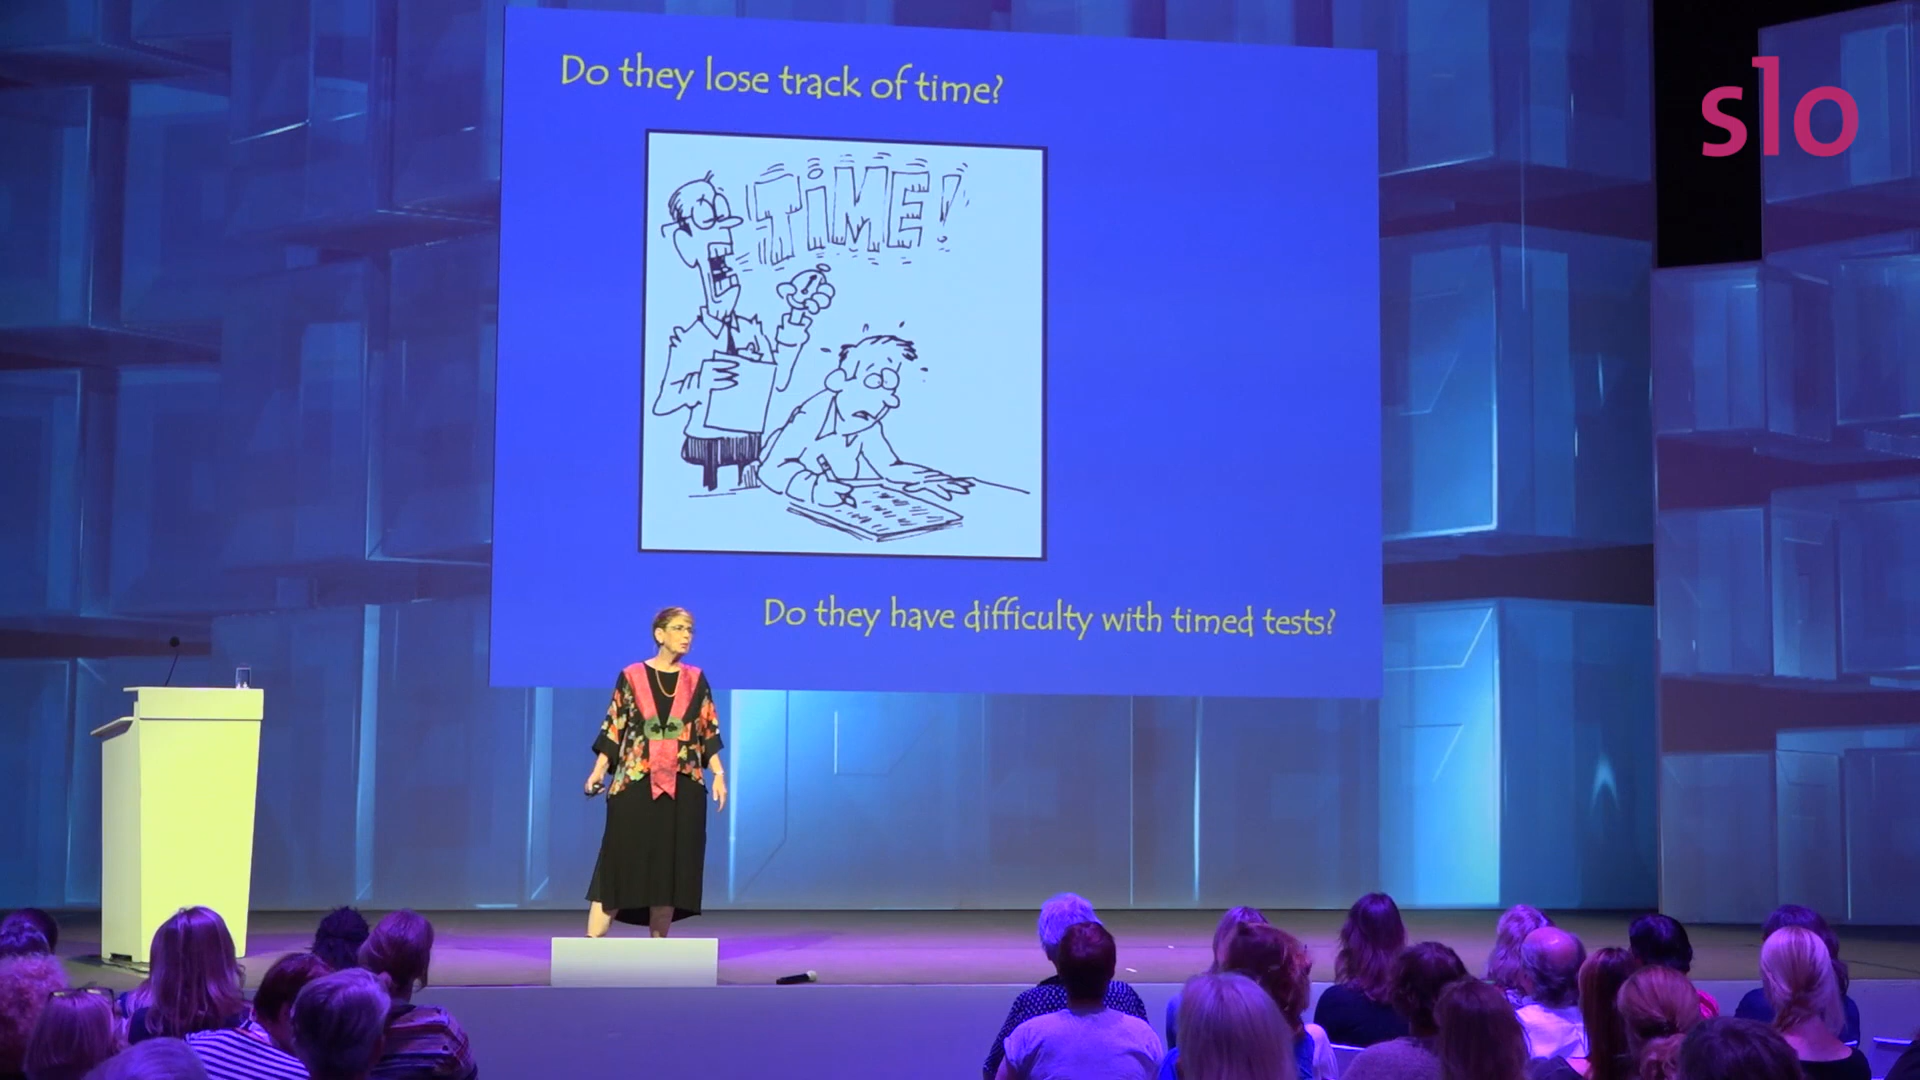 Do they lose track of time?
slo
TiME!
Do they have difficulty with timed tests?